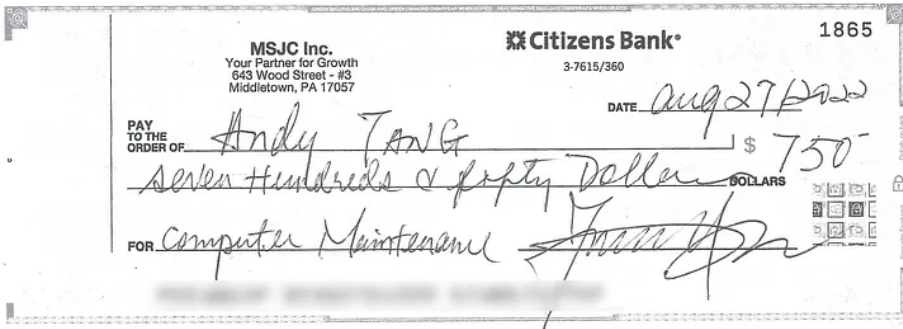 1865
MSJC Inc.
Your Partner for Growth
643 Wood Street - #3
Middletown, PA 17057
Citizens Bank
3-7615/360
DATE Aug 27/2022
PAY TO THE ORDER OF Andy TANG $ 750
Seven Hundreds & fifty Dollars DOLLARS
FOR Computer Maintenance